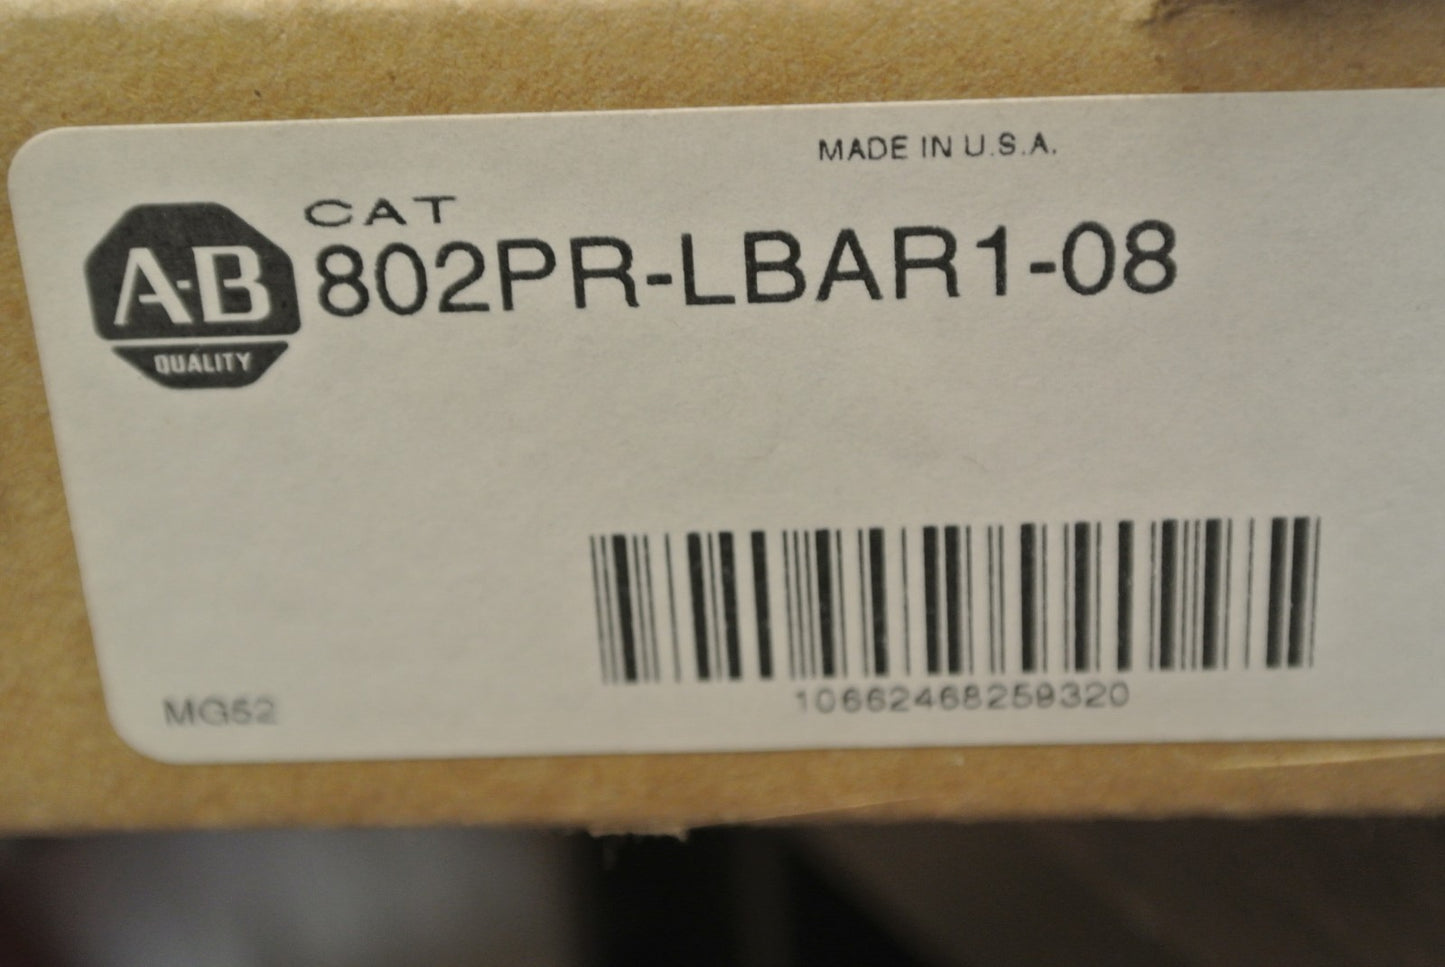 MADE IN U.S.A.
A-B
QUALITY
CAT
802PR-LBAR1-08
10662468259320
MG52